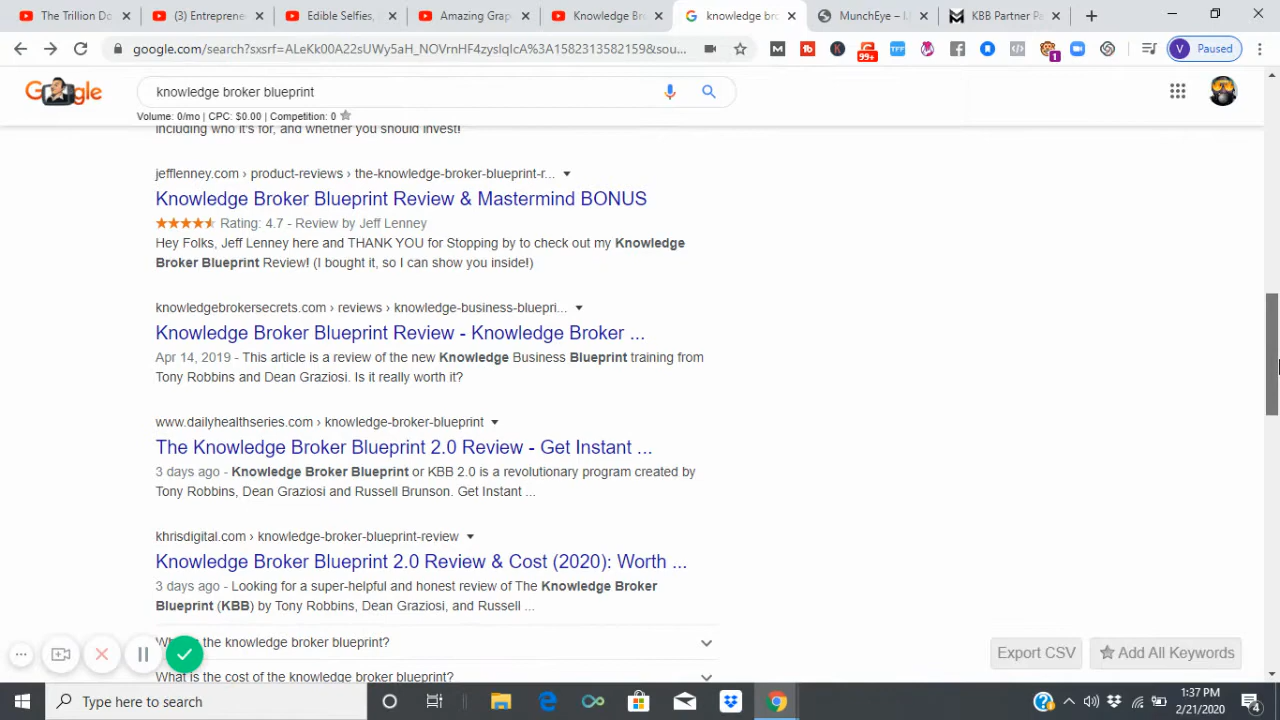 The Trillion Do
(3) Entreprene
Edible Selfies,
Amazing Grap
Knowledge Br
knowledge bro
MunchEye – J
KBB Partner Pa
google.com/search?sxsrf=ALeKk00A22sUWy5aH_NOVrnHF4zyslqIcA%3A1582313582159&sou...
99+
1
V Paused
knowledge broker blueprint
Volume: 0/mo | CPC: $0.00 | Competition: 0
including who it's for, and whether you should invest!
jefflenney.com › product-reviews › the-knowledge-broker-blueprint-r...
Knowledge Broker Blueprint Review & Mastermind BONUS
Rating: 4.7 - Review by Jeff Lenney
Hey Folks, Jeff Lenney here and THANK YOU for Stopping by to check out my Knowledge
Broker Blueprint Review! (I bought it, so I can show you inside!)
knowledgebrokersecrets.com › reviews › knowledge-business-bluepri...
Knowledge Broker Blueprint Review - Knowledge Broker ...
Apr 14, 2019 - This article is a review of the new Knowledge Business Blueprint training from
Tony Robbins and Dean Graziosi. Is it really worth it?
www.dailyhealthseries.com › knowledge-broker-blueprint
The Knowledge Broker Blueprint 2.0 Review - Get Instant ...
3 days ago - Knowledge Broker Blueprint or KBB 2.0 is a revolutionary program created by
Tony Robbins, Dean Graziosi and Russell Brunson. Get Instant ...
khrisdigital.com › knowledge-broker-blueprint-review
Knowledge Broker Blueprint 2.0 Review & Cost (2020): Worth ...
3 days ago - Looking for a super-helpful and honest review of The Knowledge Broker
Blueprint (KBB) by Tony Robbins, Dean Graziosi, and Russell ...
the knowledge broker blueprint?
What is the cost of the knowledge broker blueprint?
Export CSV
Add All Keywords
Type here to search
1:37 PM
2/21/2020
4